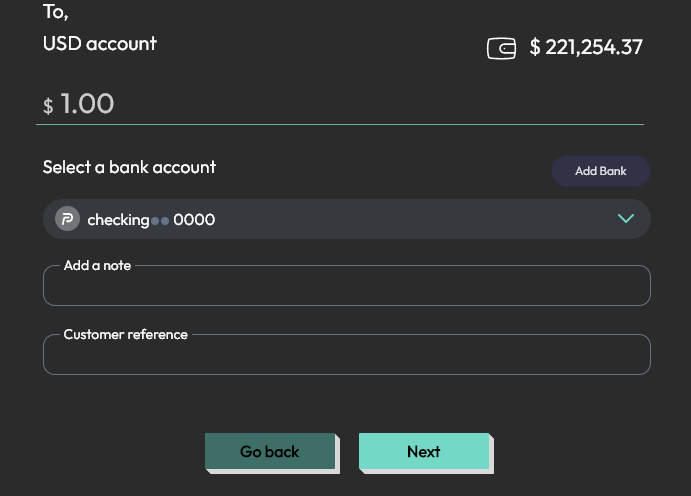 To,
USD account
$ 221,254.37
$ 1.00
Select a bank account
Add Bank
checking●● 0000
Add a note
Customer reference
Go back
Next